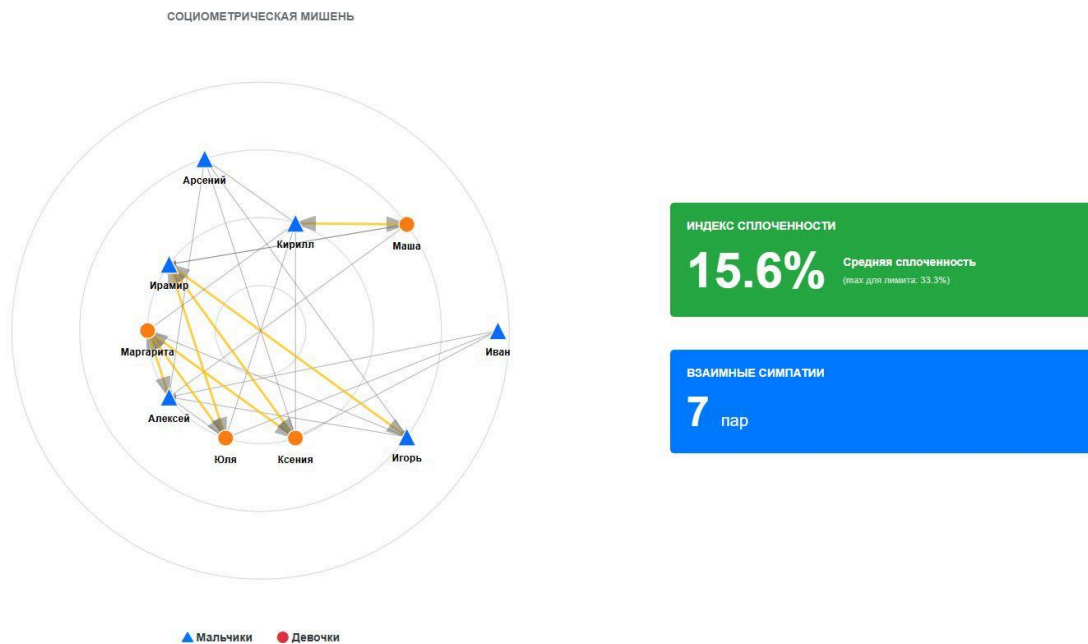 СОЦИОМЕТРИЧЕСКАЯ МИШЕНЬ
Арсений
Кирилл
Маша
Ирамир
Маргарита
Иван
Алексей
Юля
Ксения
Игорь
Мальчики
Девочки
ИНДЕКС СПЛОЧЕННОСТИ
15.6%
Средняя сплоченность
(max для лимита: 33.3%)
ВЗАИМНЫЕ СИМПАТИИ
7 пар